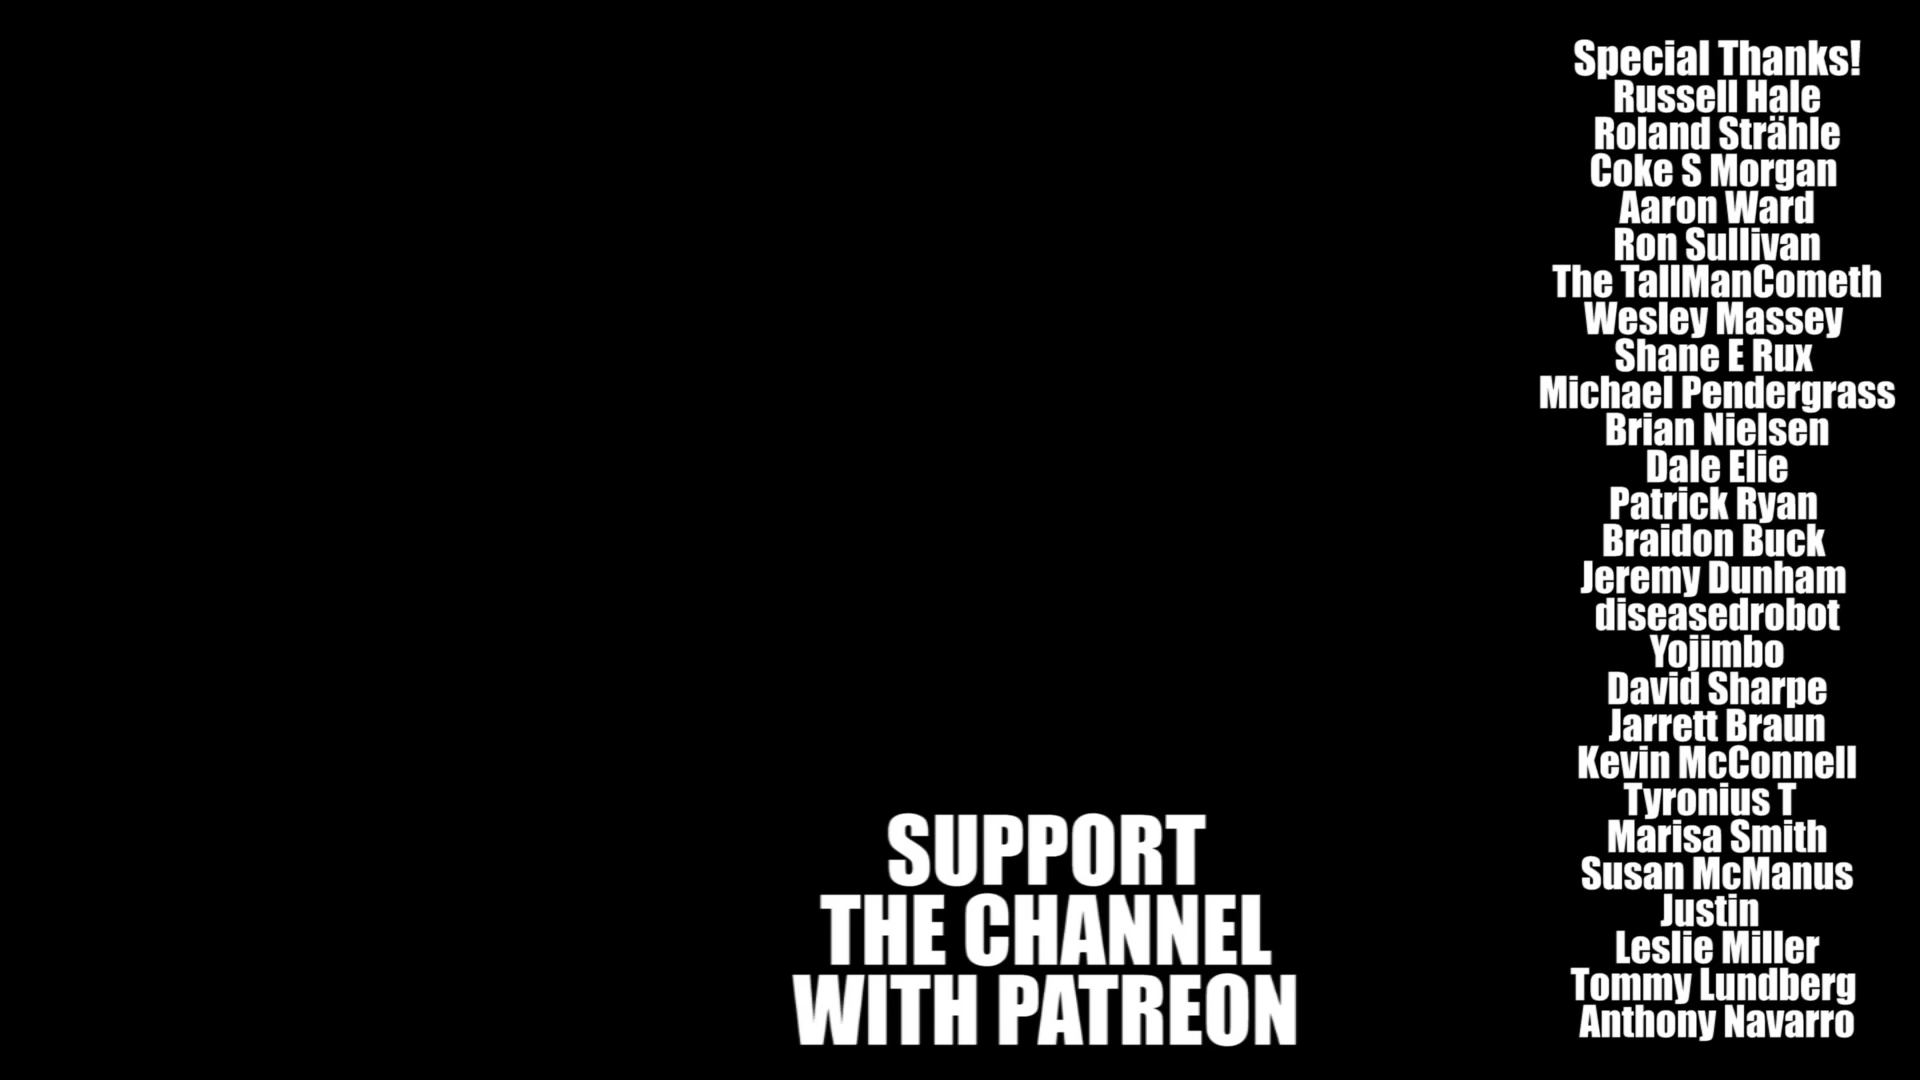 Special Thanks!
Russell Hale
Roland Strähle
Coke S Morgan
Aaron Ward
Ron Sullivan
The TallManCometh
Wesley Massey
Shane E Rux
Michael Pendergrass
Brian Nielsen
Dale Elie
Patrick Ryan
Braidon Buck
Jeremy Dunham
diseasedrobot
Yojimbo
David Sharpe
Jarrett Braun
Kevin McConnell
Tyronius T
Marisa Smith
Susan McManus
Justin
Leslie Miller
Tommy Lundberg
Anthony Navarro
SUPPORT
THE CHANNEL
WITH PATREON